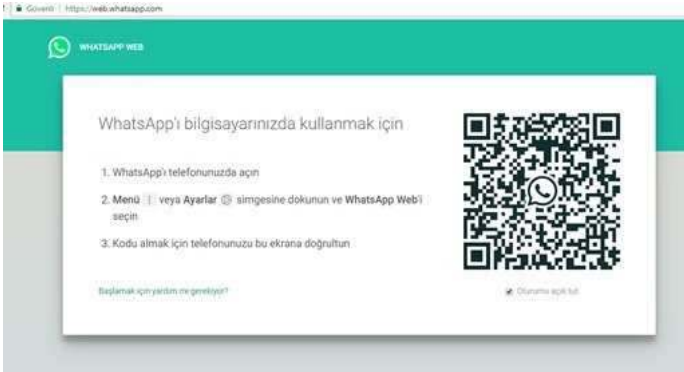 Güvenli | https://web.whatsapp.com
WHATSAPP WEB
WhatsApp'ı bilgisayarınızda kullanmak için
1. WhatsApp'ı telefonunuzda açın
2. Menü veya Ayarlar simgesine dokunun ve WhatsApp Web'i
seçin
3. Kodu almak için telefonunuzu bu ekrana doğrultun
Başlamak için yardım mı gerekiyor?
Oturumu açık tut